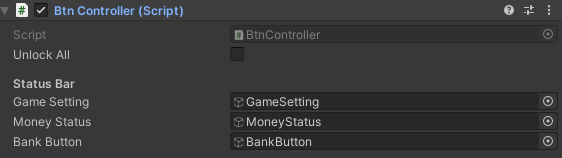 Btn Controller (Script)
Script BtnController
Unlock All
Status Bar
Game Setting GameSetting
Money Status MoneyStatus
Bank Button BankButton